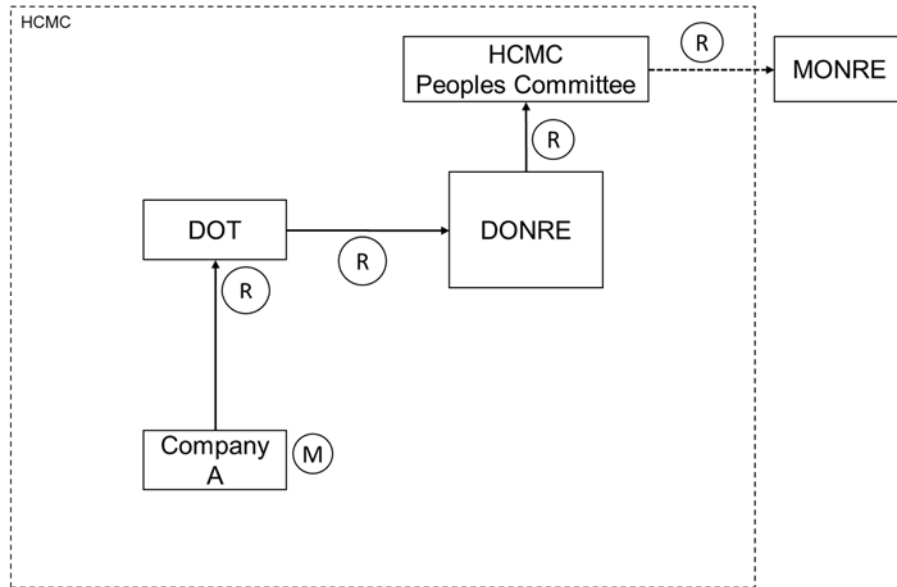 HCMC
HCMC
Peoples Committee
R
MONRE
R
DOT
R
DONRE
R
Company
A
M